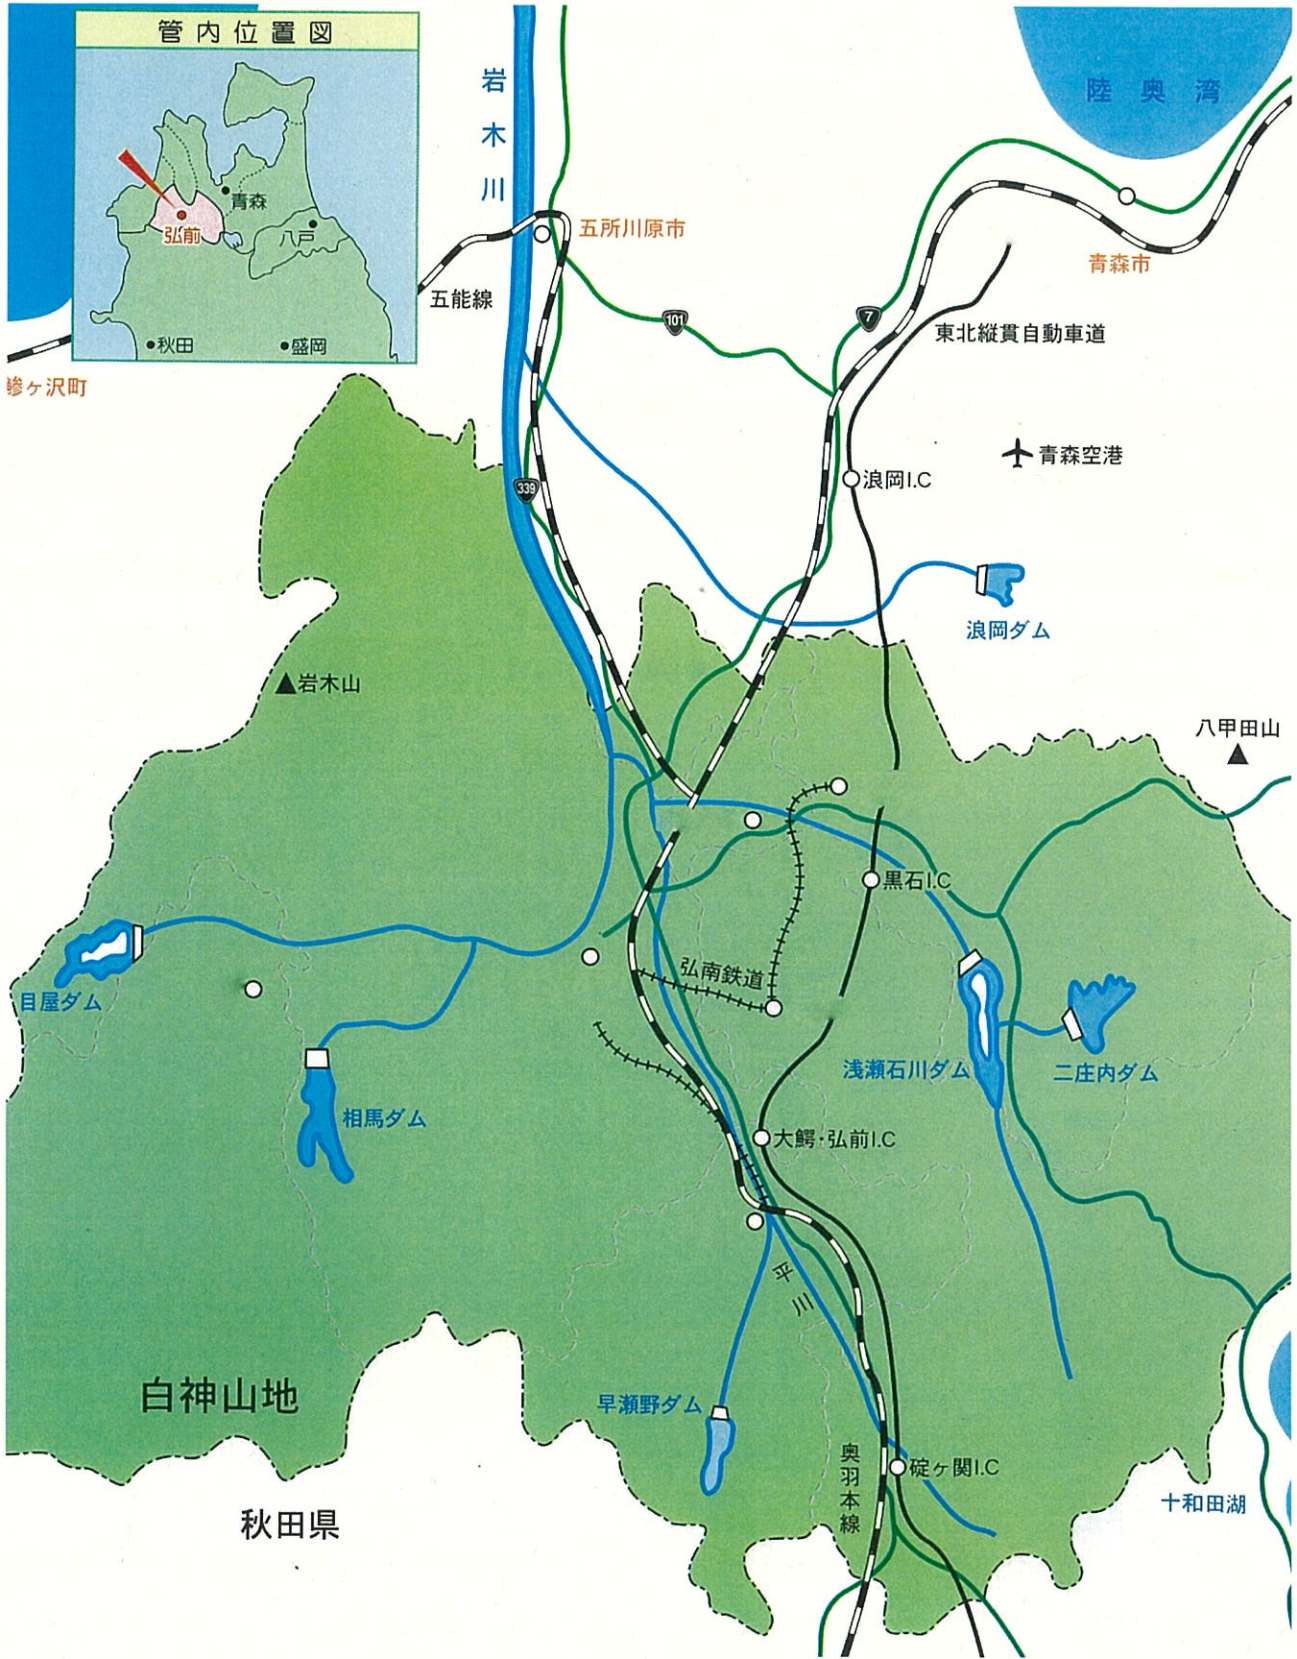 管内位置図
青森
弘前
八戸
秋田
盛岡
岩木川
陸奥湾
五所川原市
青森市
五能線
101
7
東北縦貫自動車道
鰺ヶ沢町
青森空港
浪岡I.C
339
浪岡ダム
岩木山
八甲田山
黒石I.C
弘南鉄道
目屋ダム
浅瀬石川ダム
二庄内ダム
相馬ダム
大鰐・弘前I.C
平川
白神山地
早瀬野ダム
奥羽本線
碇ヶ関I.C
十和田湖
秋田県